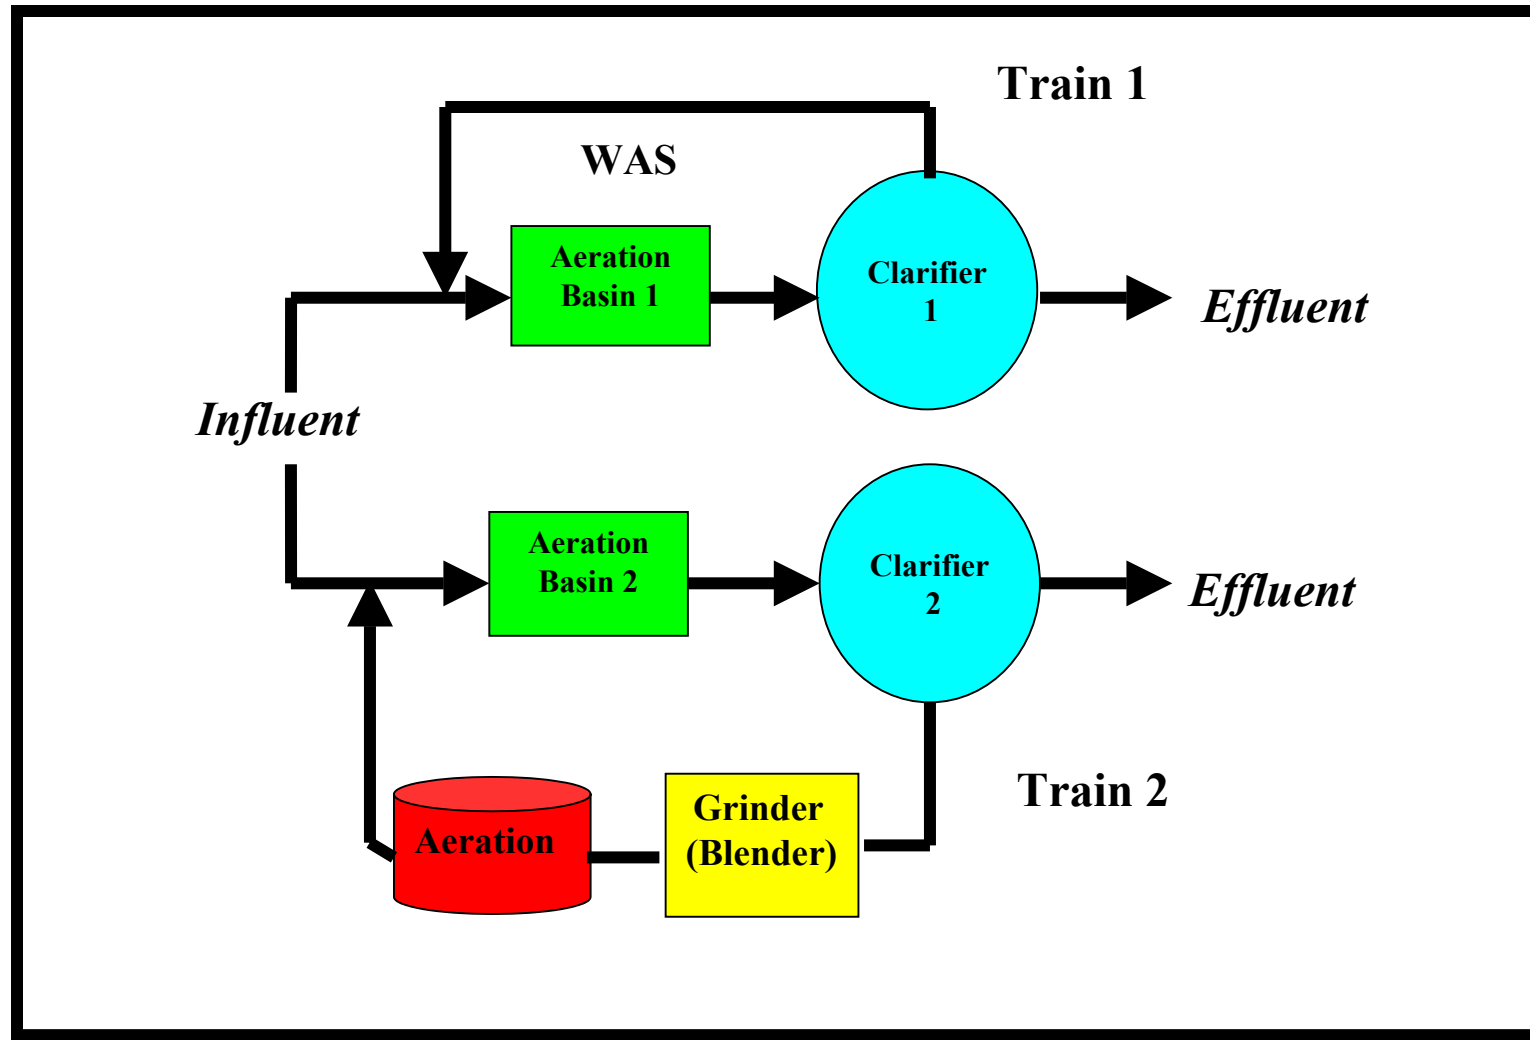 Train 1
WAS
Aeration
Basin 1
Clarifier
1
Effluent
Influent
Aeration
Basin 2
Clarifier
2
Effluent
Train 2
Grinder
(Blender)
Aeration